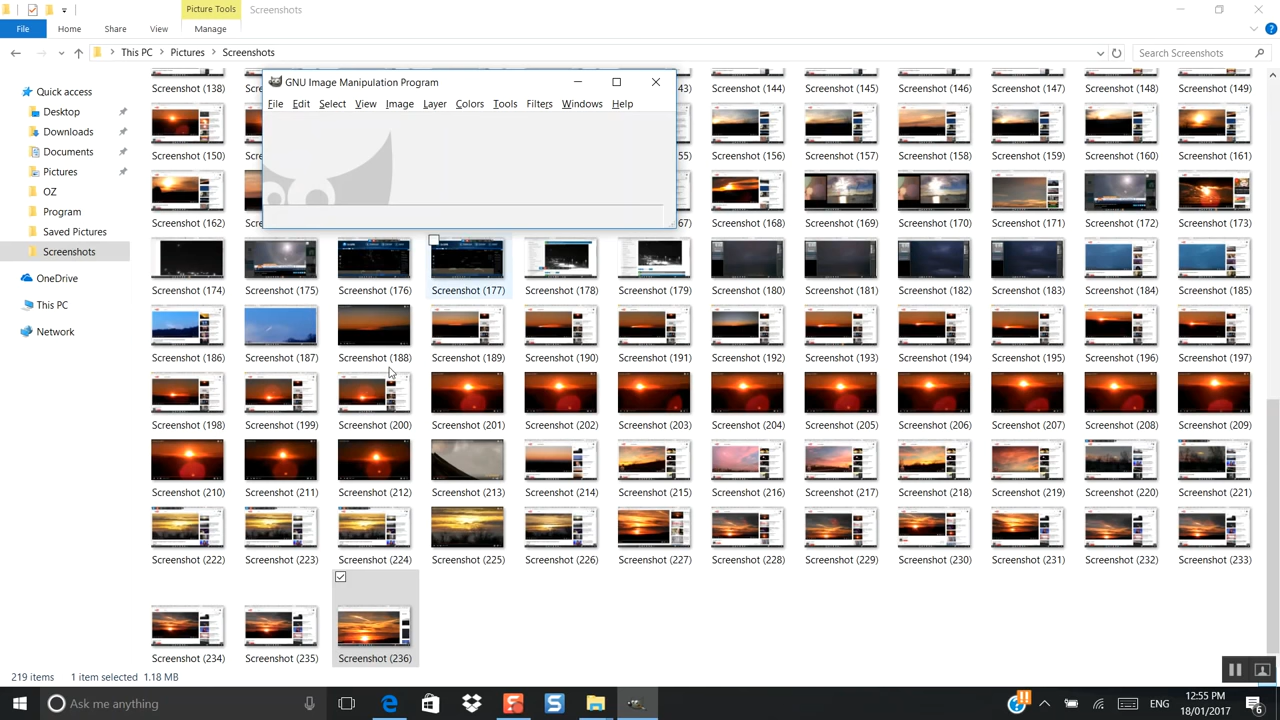 Picture Tools
Screenshots
File
Home
Share
View
Manage
This PC
Pictures
Screenshots
Search Screenshots
Quick access
Desktop
Downloads
Documents
Pictures
OZ
Program
Saved Pictures
Screenshots
OneDrive
This PC
Network
GNU Image Manipulation Program
File Edit Select View Image Layer Colors Tools Filters Windows Help
Screenshot (138) 43) Screenshot (144) Screenshot (145) Screenshot (146) Screenshot (147) Screenshot (148) Screenshot (149)
Screenshot (150) Scree 55) Screenshot (156) Screenshot (157) Screenshot (158) Screenshot (159) Screenshot (160) Screenshot (161)
Screenshot (162) Scree 67) Screenshot (168) Screenshot (169) Screenshot (170) Screenshot (171) Screenshot (172) Screenshot (173)
Screenshot (174) Screenshot (175) Screenshot (176) Screenshot (177) Screenshot (178) Screenshot (179) Screenshot (180) Screenshot (181) Screenshot (182) Screenshot (183) Screenshot (184) Screenshot (185)
Screenshot (186) Screenshot (187) Screenshot (188) Screenshot (189) Screenshot (190) Screenshot (191) Screenshot (192) Screenshot (193) Screenshot (194) Screenshot (195) Screenshot (196) Screenshot (197)
Screenshot (198) Screenshot (199) Screenshot (200) Screenshot (201) Screenshot (202) Screenshot (203) Screenshot (204) Screenshot (205) Screenshot (206) Screenshot (207) Screenshot (208) Screenshot (209)
Screenshot (210) Screenshot (211) Screenshot (212) Screenshot (213) Screenshot (214) Screenshot (215) Screenshot (216) Screenshot (217) Screenshot (218) Screenshot (219) Screenshot (220) Screenshot (221)
Screenshot (222) Screenshot (223) Screenshot (224) Screenshot (225) Screenshot (226) Screenshot (227) Screenshot (228) Screenshot (229) Screenshot (230) Screenshot (231) Screenshot (232) Screenshot (233)
Screenshot (234) Screenshot (235) Screenshot (236)
219 items 1 item selected 1.18 MB
Ask me anything
ENG
12:55 PM
18/01/2017
6